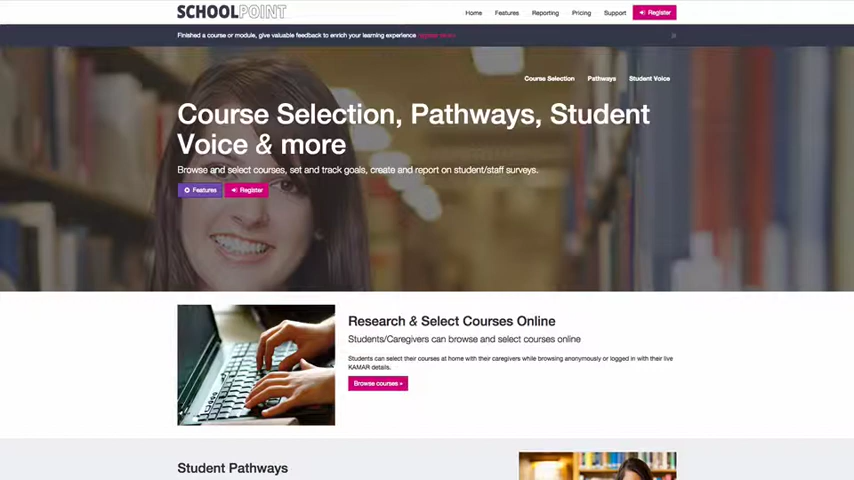 SCHOOLPOINT
Home Features Reporting Pricing Support Register
Finished a course or module, give valuable feedback to enrich your learning experience
Course Selection Pathways Student Voice
Course Selection, Pathways, Student
Voice & more
Browse and select courses, set and track goals, create and report on student/staff surveys.
Features Register
Research & Select Courses Online
Students/Caregivers can browse and select courses online
Students can select their courses at home with their caregivers while browsing anonymously or logged in with their live
KAMAR details.
Browse courses »
Student Pathways